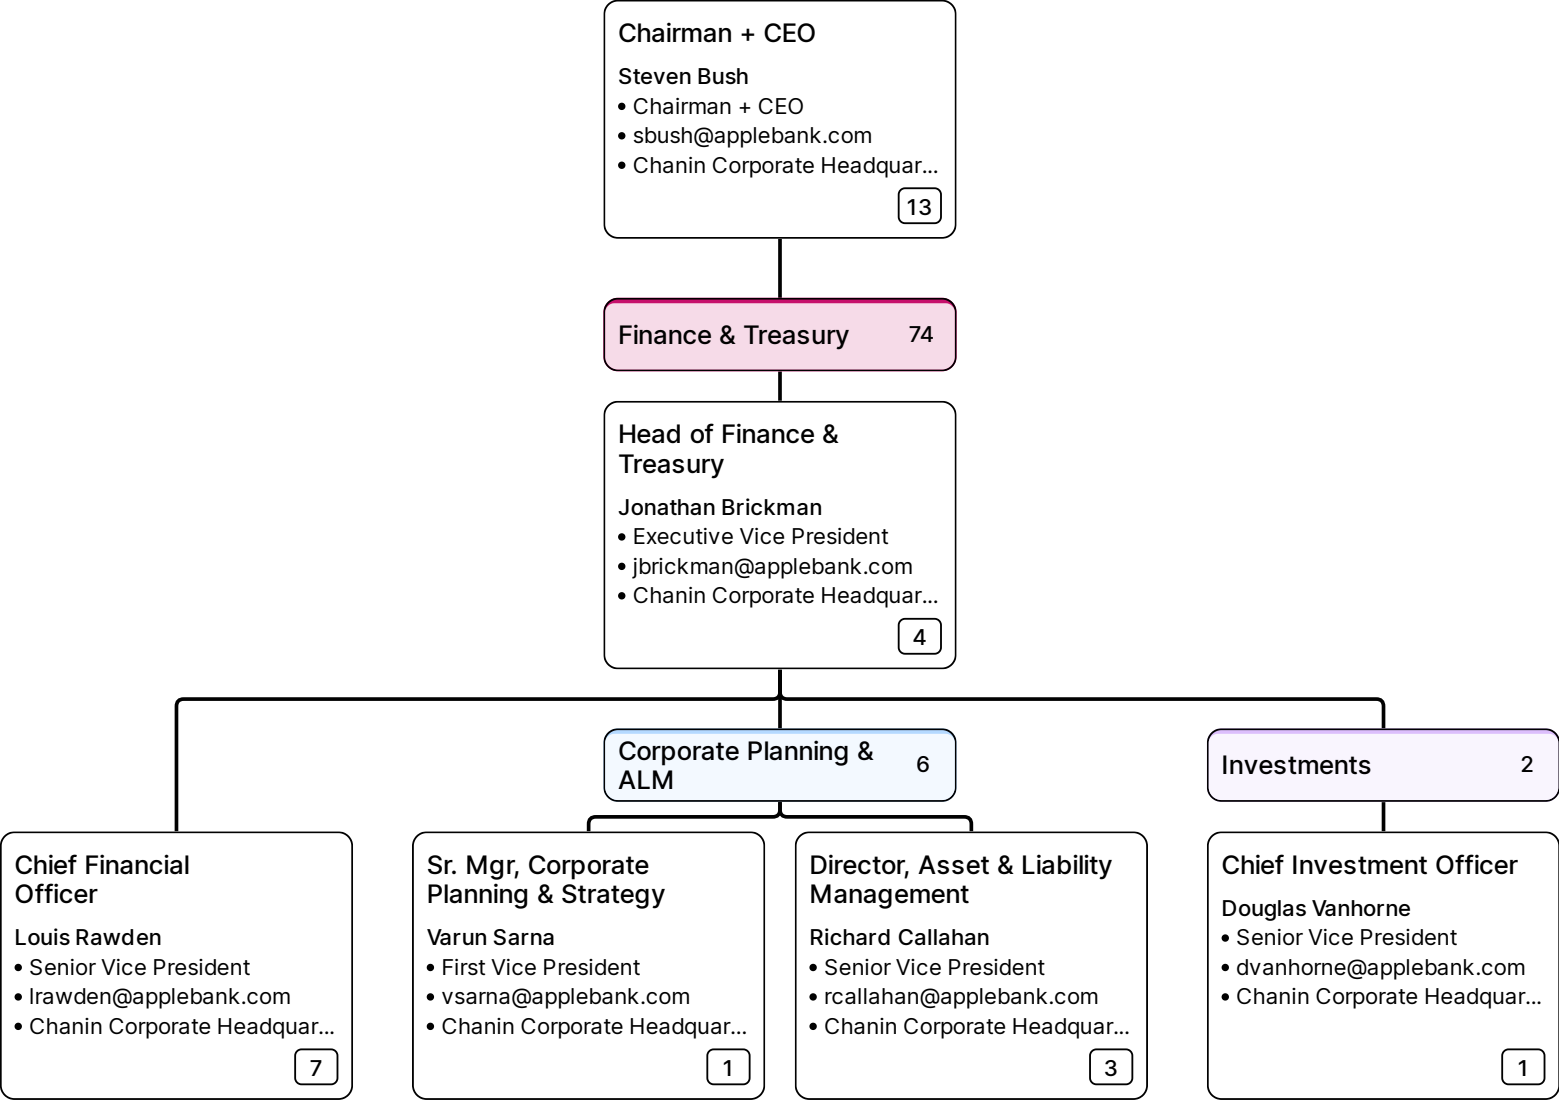 Chairman + CEO
Steven Bush
• Chairman + CEO
• sbush@applebank.com
• Chanin Corporate Headquar...
13
Finance & Treasury 74
Head of Finance &
Treasury
Jonathan Brickman
• Executive Vice President
• jbrickman@applebank.com
• Chanin Corporate Headquar...
4
Corporate Planning &
ALM
6
Investments 2
Chief Financial
Officer
Louis Rawden
• Senior Vice President
• lrawden@applebank.com
• Chanin Corporate Headquar...
7
Sr. Mgr, Corporate
Planning & Strategy
Varun Sarna
• First Vice President
• vsarna@applebank.com
• Chanin Corporate Headquar...
1
Director, Asset & Liability
Management
Richard Callahan
• Senior Vice President
• rcallahan@applebank.com
• Chanin Corporate Headquar...
3
Chief Investment Officer
Douglas Vanhorne
• Senior Vice President
• dvanhorne@applebank.com
• Chanin Corporate Headquar...
1